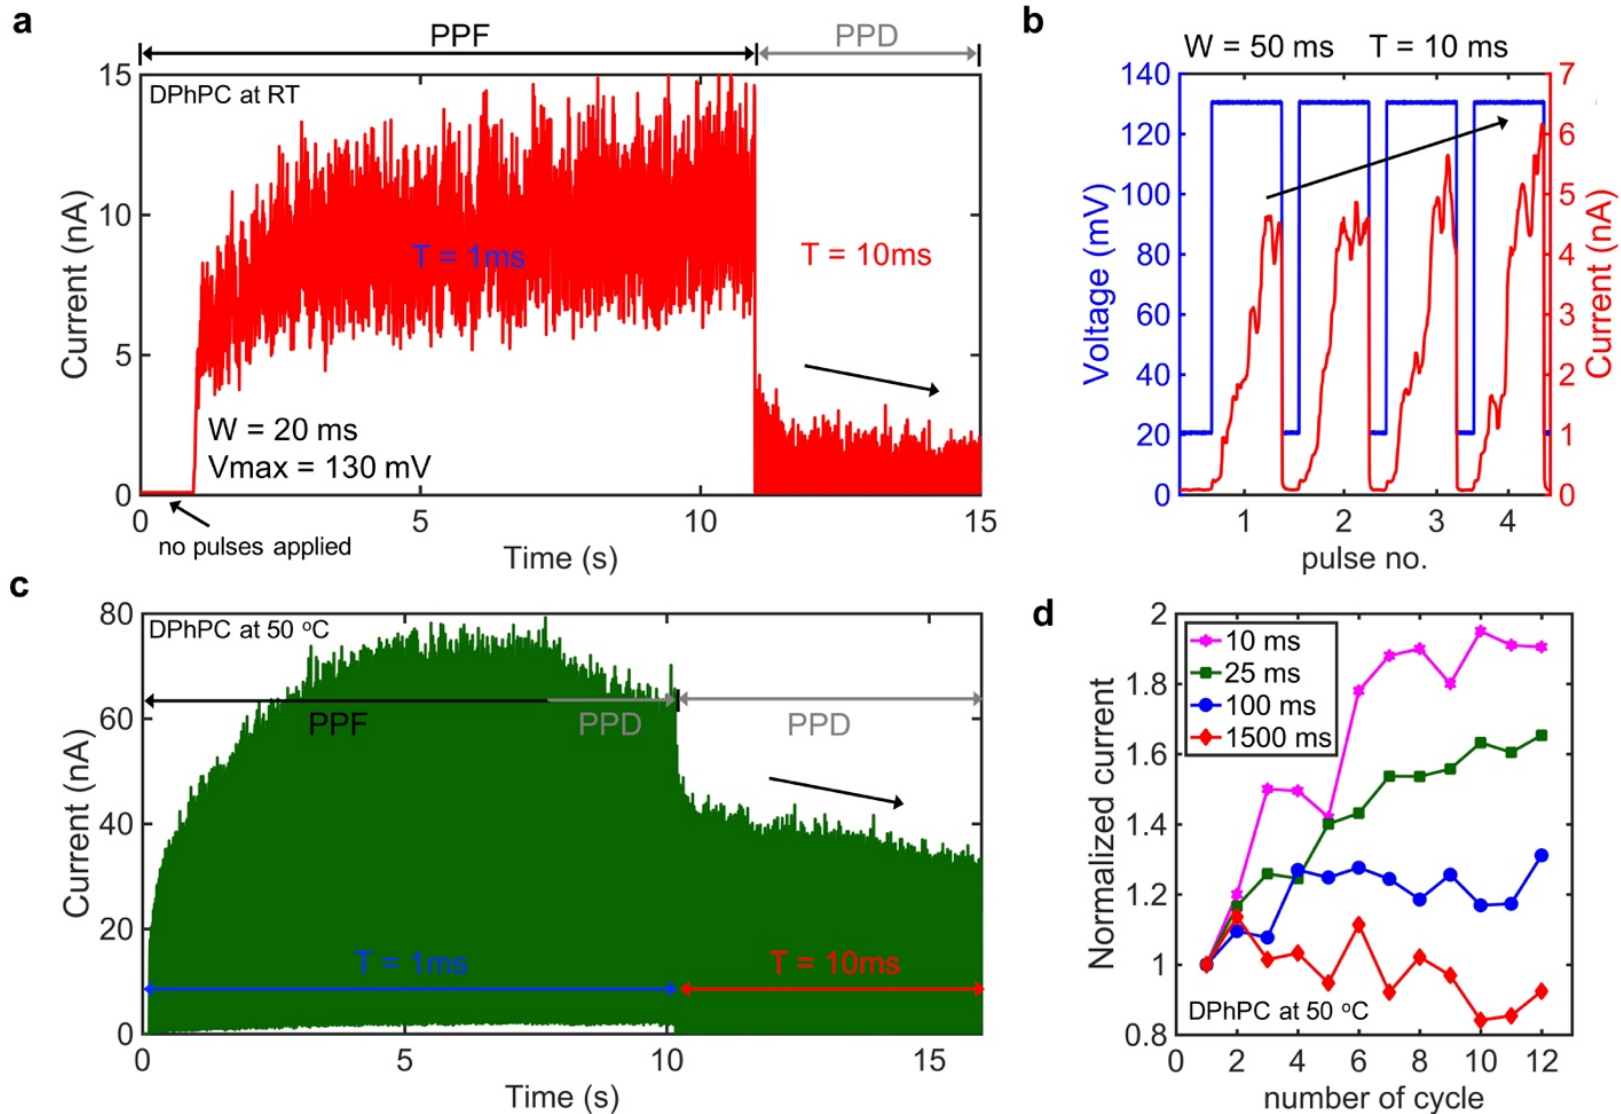 a
PPF
PPD
15
10
5
0
Current (nA)
DPhPC at RT
T = 1ms
T = 10ms
W = 20 ms
Vmax = 130 mV
0
5
10
15
no pulses applied
Time (s)
b
W = 50 ms T = 10 ms
140
120
100
80
60
40
20
0
Voltage (mV)
7
6
5
4
3
2
1
0
Current (nA)
1
2
3
4
pulse no.
c
80
60
40
20
0
Current (nA)
DPhPC at 50 °C
PPF
PPD
PPD
T = 1ms
T = 10ms
0
5
10
15
Time (s)
d
2
1.8
1.6
1.4
1.2
1
0.8
Normalized current
10 ms
25 ms
100 ms
1500 ms
DPhPC at 50 °C
0
2
4
6
8
10
12
number of cycle